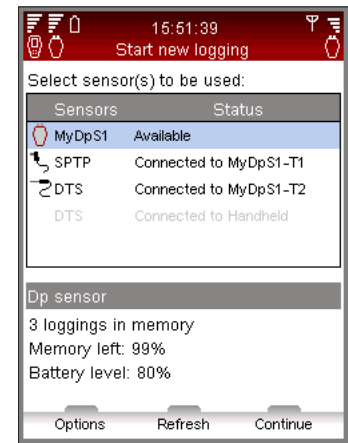 15:51:39
Start new logging
Select sensor(s) to be used:
Sensors Status
MyDpS1 Available
SPTP Connected to MyDpS1-T1
DTS Connected to MyDpS1-T2
DTS Connected to Handheld
Dp sensor
3 loggings in memory
Memory left: 99%
Battery level: 80%
Options Refresh Continue